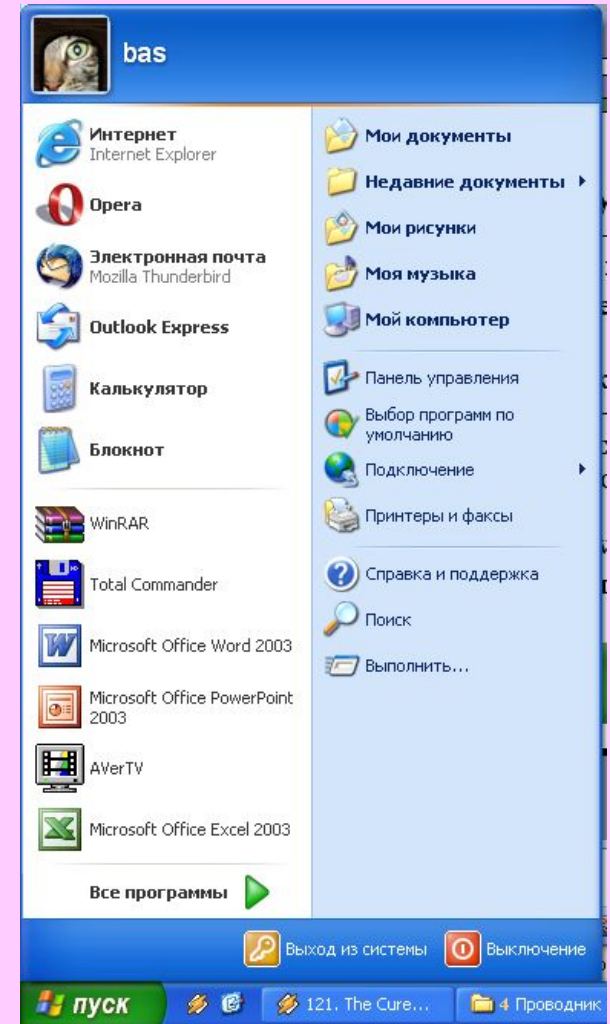 bas
Интернет
Internet Explorer
Opera
Электронная почта
Mozilla Thunderbird
Outlook Express
Калькулятор
Блокнот
WinRAR
Total Commander
Microsoft Office Word 2003
Microsoft Office PowerPoint
2003
AVerTV
Microsoft Office Excel 2003
Все программы
Мои документы
Недавние документы
Мои рисунки
Моя музыка
Мой компьютер
Панель управления
Выбор программ по
умолчанию
Подключение
Принтеры и факсы
Справка и поддержка
Поиск
Выполнить...
Выход из системы
Выключение
пуск
121. The Cure...
4 Проводник